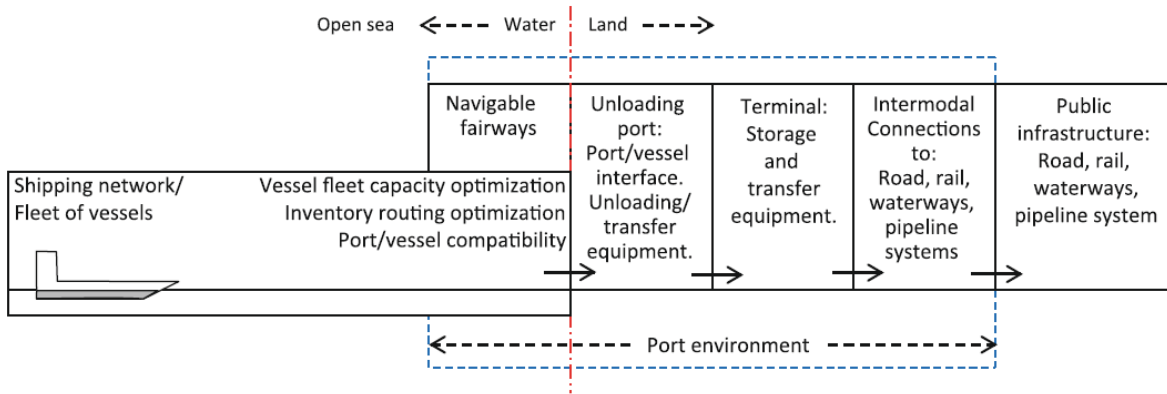 Open sea
Water
Land
Navigable
fairways
Unloading
port:
Port/vessel
interface.
Unloading/
transfer
equipment.
Terminal:
Storage
and
transfer
equipment.
Intermodal
Connections
to:
Road, rail,
waterways,
pipeline
systems
Public
infrastructure:
Road, rail,
waterways,
pipeline system
Shipping network/
Fleet of vessels
Vessel fleet capacity optimization
Inventory routing optimization
Port/vessel compatibility
Port environment